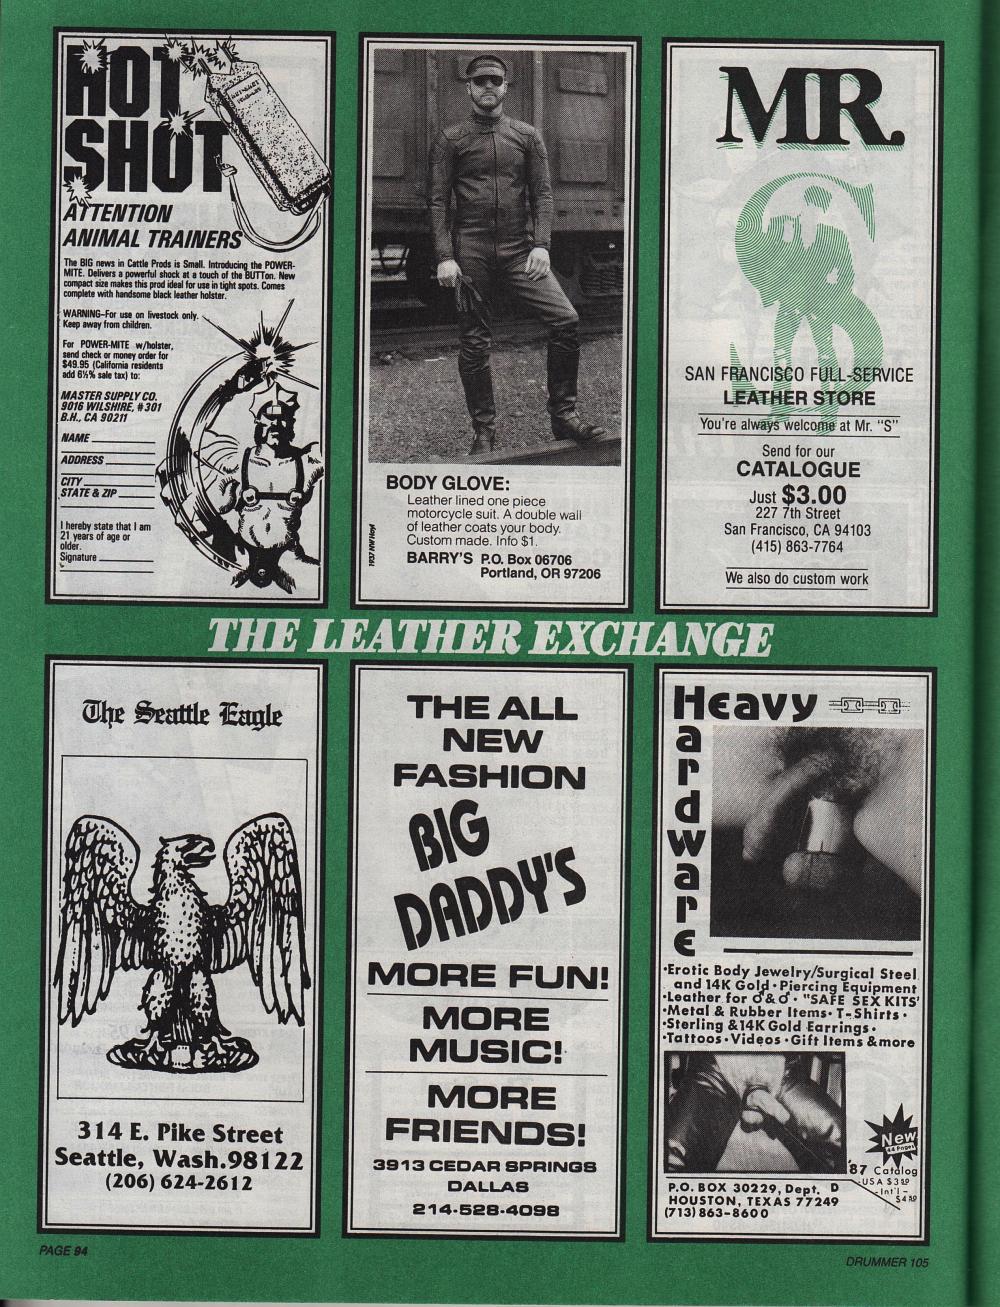 HOT
SHOT
ATTENTION
ANIMAL TRAINERS
The BIG news in Cattle Prods is Small. Introducing the POWER-
MITE. Delivers a powerful shock at a touch of the BUTTon. New
compact size makes this prod ideal for use in tight spots. Comes
complete with handsome black leather holster.
WARNING–For use on livestock only.
Keep away from children.
For POWER-MITE w/holster,
send check or money order for
$49.95 (California residents
add 6½% sale tax) to:
MASTER SUPPLY CO.
9016 WILSHIRE, #301
B.H., CA 90211
NAME
ADDRESS
CITY
STATE & ZIP
I hereby state that I am
21 years of age or
older.
Signature
BODY GLOVE:
Leather lined one piece
motorcycle suit. A double wall
of leather coats your body.
Custom made. Info $1.
BARRY'S P.O. Box 06706
Portland, OR 97206
MR.
S
SAN FRANCISCO FULL-SERVICE
LEATHER STORE
You're always welcome at Mr. "S"
Send for our
CATALOGUE
Just $3.00
227 7th Street
San Francisco, CA 94103
(415) 863-7764
We also do custom work
THE LEATHER EXCHANGE
The Seattle Eagle
314 E. Pike Street
Seattle, Wash.98122
(206) 624-2612
THE ALL
NEW
FASHION
BIG
DADDY'S
MORE FUN!
MORE
MUSIC!
MORE
FRIENDS!
3913 CEDAR SPRINGS
DALLAS
214-528-4098
Heavy
Hardware
•Erotic Body Jewelry/Surgical Steel
and 14K Gold • Piercing Equipment
•Leather for ♂&♂ • "SAFE SEX KITS'
•Metal & Rubber Items • T-Shirts •
•Sterling &14K Gold Earrings •
•Tattoos • Videos • Gift Items & more
New
44 Pages
'87 Catalog
USA $3.00
-Int'l-
$4.00
P.O. BOX 30229, Dept. D
HOUSTON, TEXAS 77249
(713) 863-8600
PAGE 94
DRUMMER 105